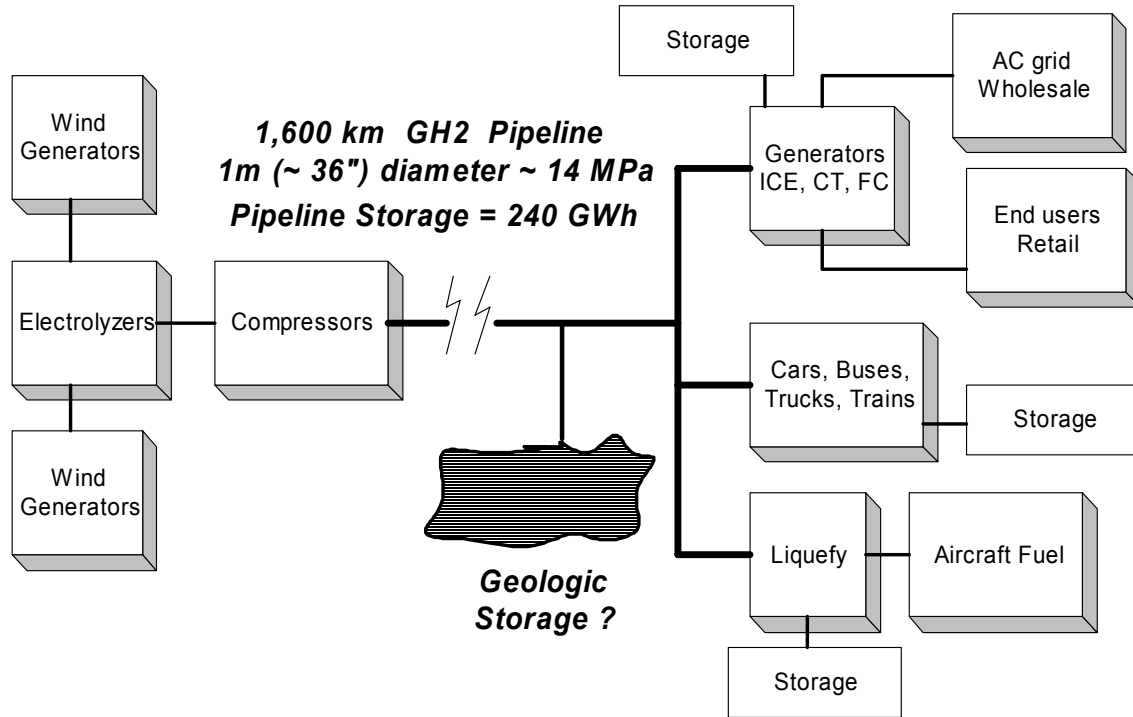 Wind
Generators
Electrolyzers
Wind
Generators
Compressors
1,600 km GH2 Pipeline
1m (~ 36") diameter ~ 14 MPa
Pipeline Storage = 240 GWh
Geologic
Storage ?
Storage
Generators
ICE, CT, FC
AC grid
Wholesale
End users
Retail
Cars, Buses,
Trucks, Trains
Storage
Liquefy
Aircraft Fuel
Storage